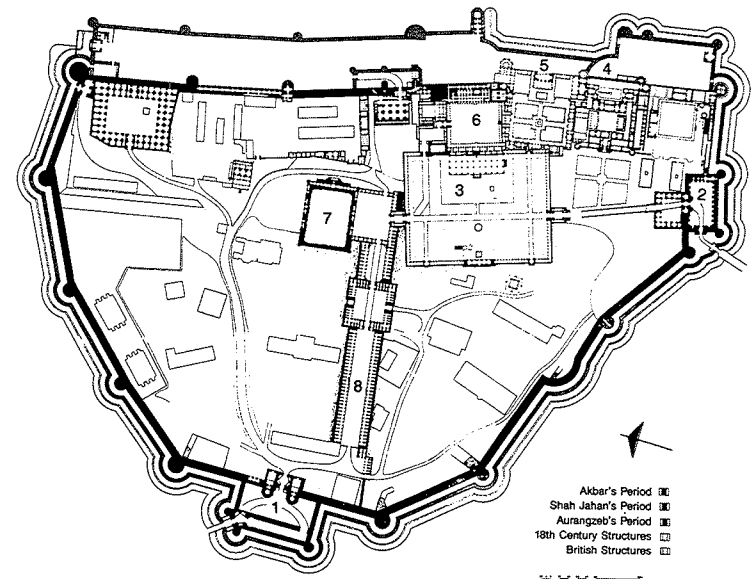 5
4
6
3
2
7
8
1
Akbar's Period
Shah Jahan's Period
Aurangzeb's Period
18th Century Structures
British Structures